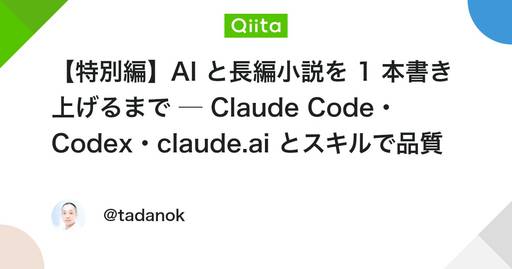 Qiita
【特別編】AI と長編小説を 1 本書き
上げるまで ─ Claude Code・
Codex・claude.ai とスキルで品質
@tadanok